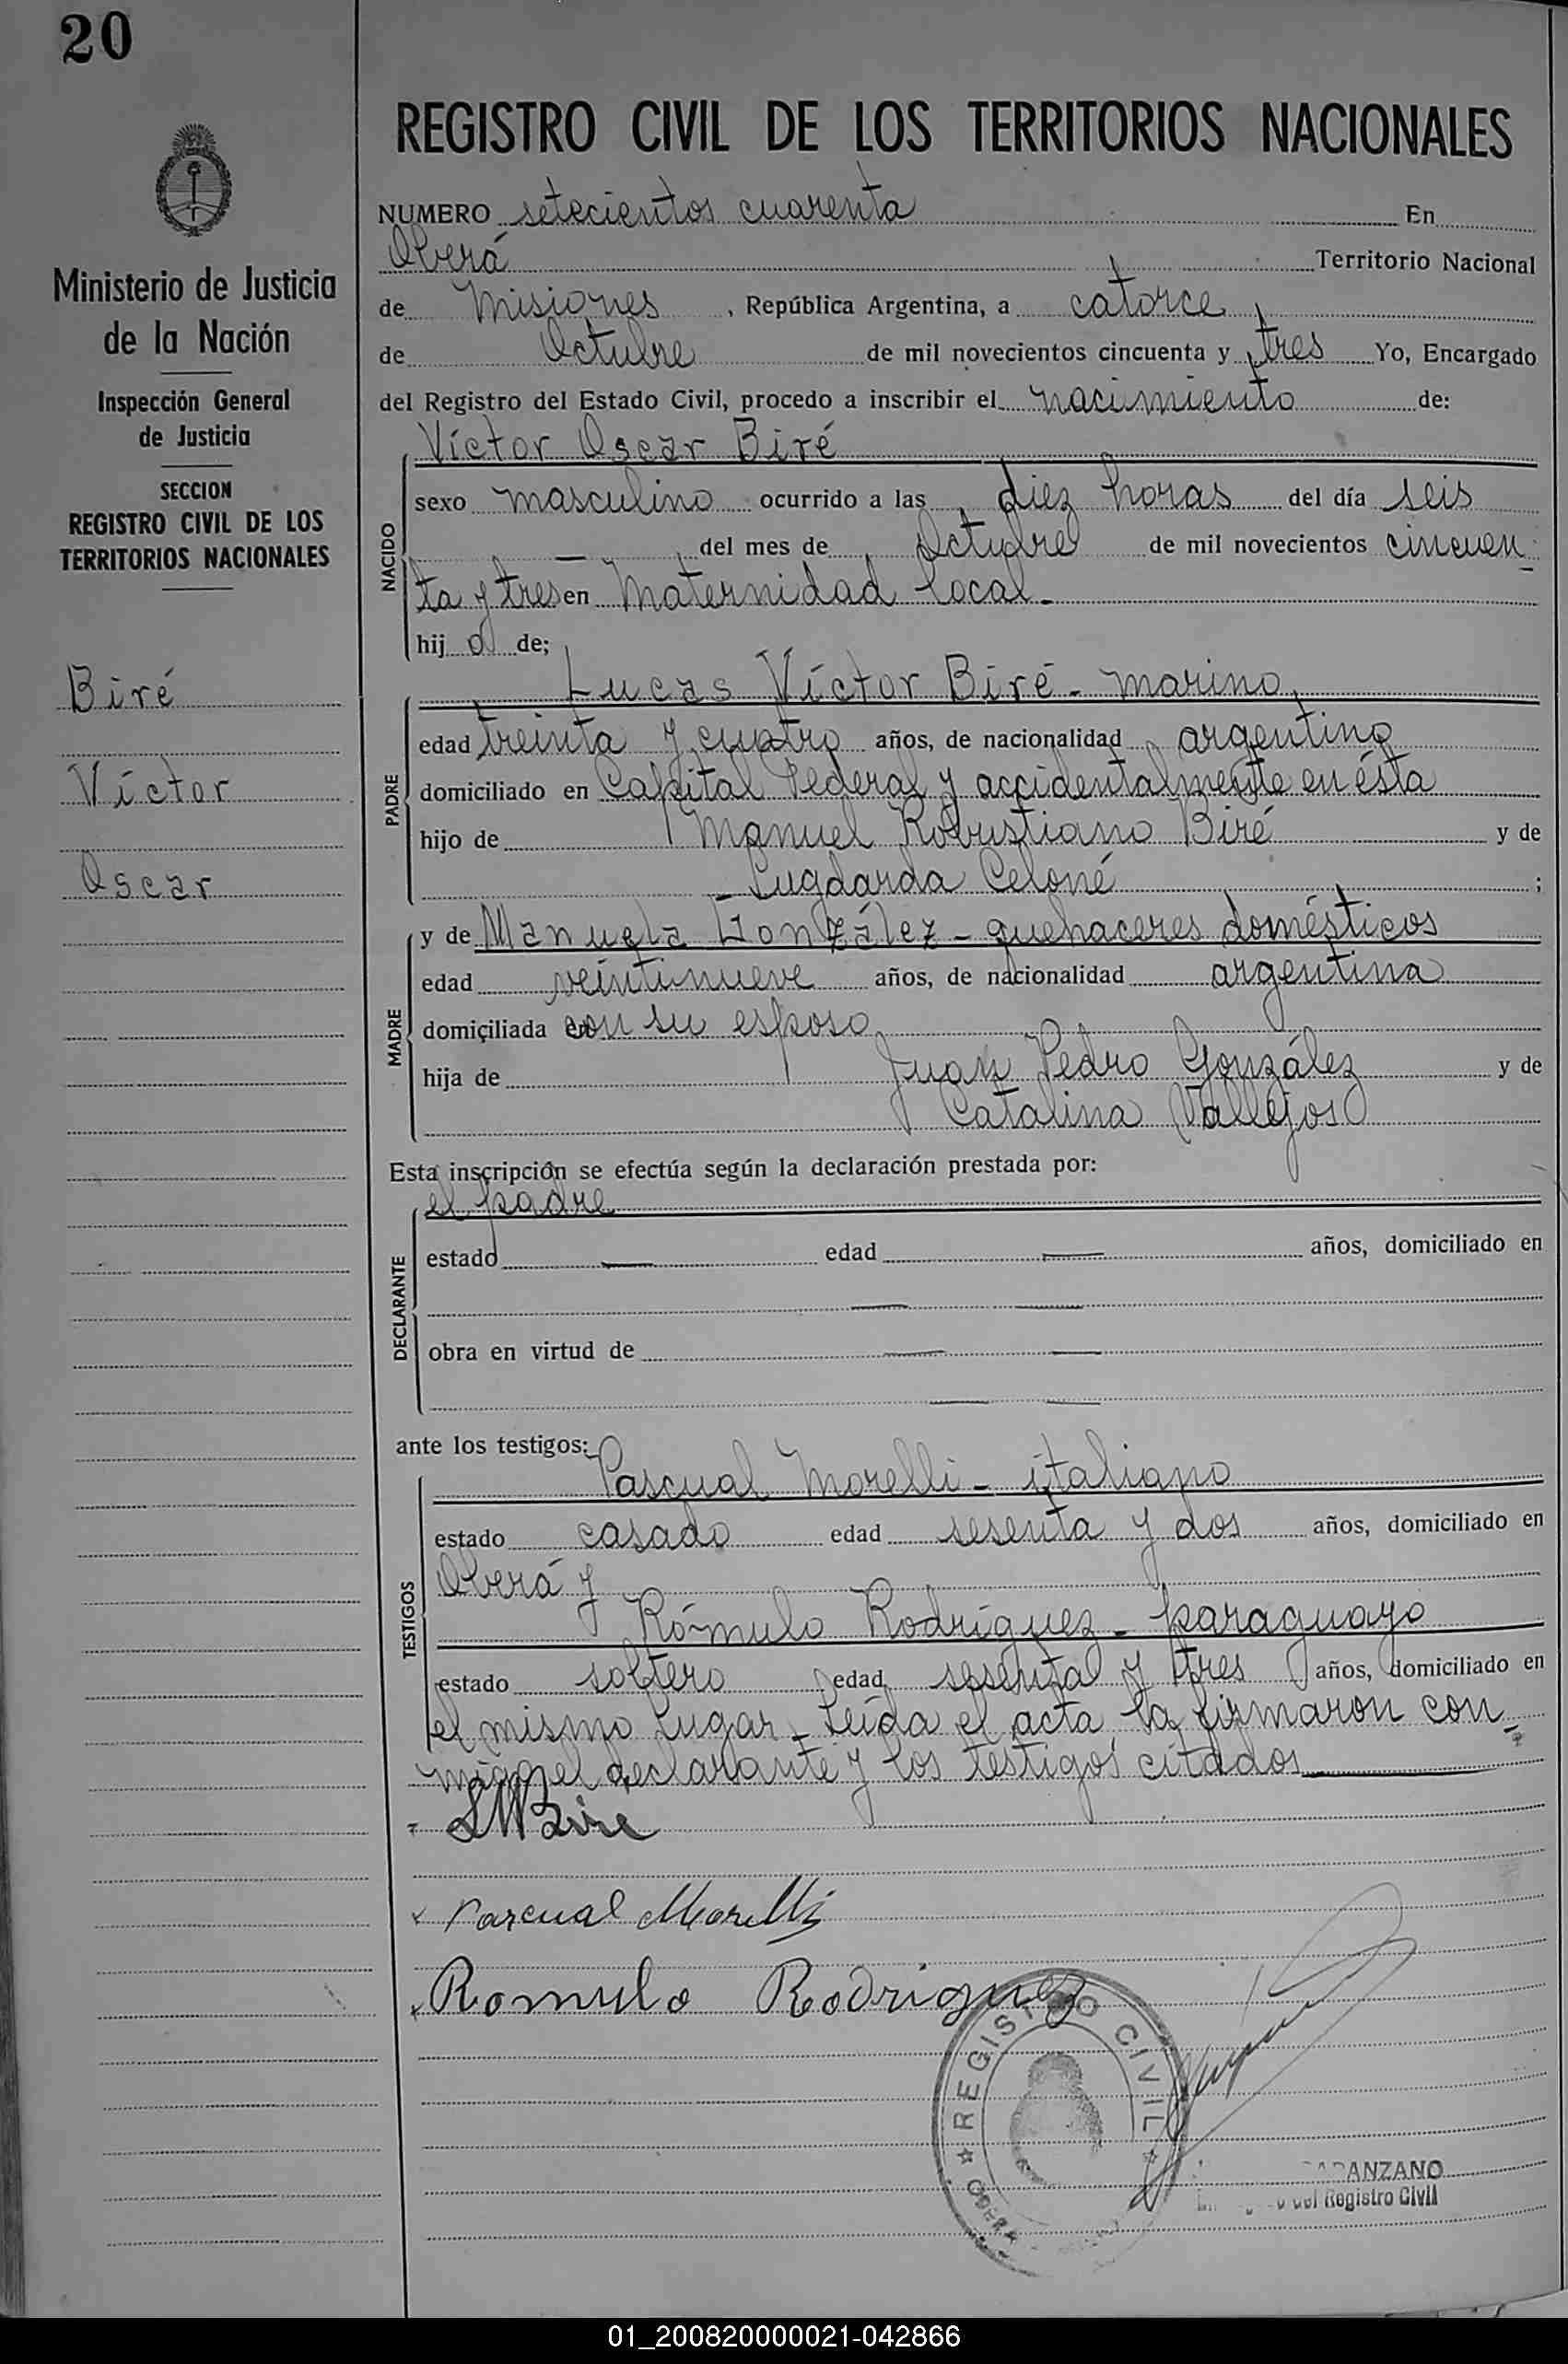 20
Ministerio de Justicia
de la Nación
Inspección General
de Justicia
SECCION
REGISTRO CIVIL DE LOS
TERRITORIOS NACIONALES
Biré
Víctor
Oscar
REGISTRO CIVIL DE LOS TERRITORIOS NACIONALES
NUMERO setecientos cuarenta En
Oberá Territorio Nacional
de Misiones , República Argentina, a catorce
de Octubre de mil novecientos cincuenta y tres Yo, Encargado
del Registro del Estado Civil, procedo a inscribir el nacimiento de:
Víctor Oscar Biré
NACIDO
sexo masculino ocurrido a las diez horas del día seis
— del mes de Octubre de mil novecientos cincuen-
ta y tres en Maternidad local.-
hij o de;
PADRE
Lucas Víctor Biré - marino,
edad treinta y cuatro años, de nacionalidad argentino
domiciliado en Capital Federal y accidentalmente en ésta
hijo de Manuel Robustiano Biré y de
Lugdarda Celoné ;
MADRE
y de Manuela González - quehaceres domésticos
edad veintinueve años, de nacionalidad argentina
domiciliada en con su esposo,
hija de Juan Pedro González y de
Catalina Vallejos
Esta inscripción se efectúa según la declaración prestada por:
el padre
DECLARANTE
estado — edad — años, domiciliado en
— —
obra en virtud de — —
— —
ante los testigos:
TESTIGOS
Pascual Morelli - italiano
estado casado edad sesenta y dos años, domiciliado en
Oberá y
Rómulo Rodríguez - paraguayo
estado soltero edad sesenta y tres años, domiciliado en
el mismo lugar. Leída el acta, la firmaron con-
migo el declarante y los testigos citados
LVBiré
Pascual Morelli
Romulo Rodriguez
REGISTRO CIVIL
OBERA
ANZANO
del Registro Civil
01_200820000021-042866